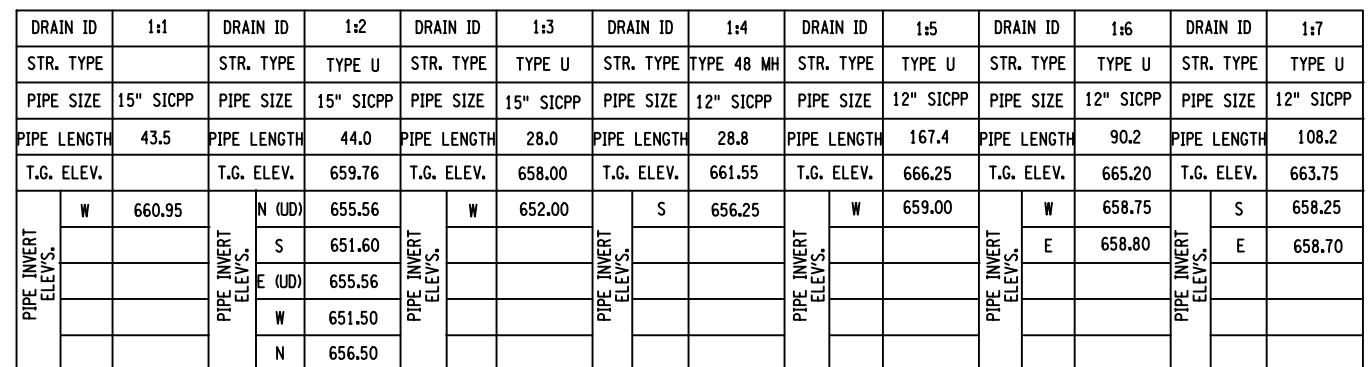 DRAIN ID 1:1 DRAIN ID 1:2 DRAIN ID 1:3 DRAIN ID 1:4 DRAIN ID 1:5 DRAIN ID 1:6 DRAIN ID 1:7
STR. TYPE STR. TYPE TYPE U STR. TYPE TYPE U STR. TYPE TYPE 48 MH STR. TYPE TYPE U STR. TYPE TYPE U STR. TYPE TYPE U
PIPE SIZE 15" SICPP PIPE SIZE 15" SICPP PIPE SIZE 15" SICPP PIPE SIZE 12" SICPP PIPE SIZE 12" SICPP PIPE SIZE 12" SICPP PIPE SIZE 12" SICPP
PIPE LENGTH 43.5 PIPE LENGTH 44.0 PIPE LENGTH 28.0 PIPE LENGTH 28.8 PIPE LENGTH 167.4 PIPE LENGTH 90.2 PIPE LENGTH 108.2
T.G. ELEV. T.G. ELEV. 659.76 T.G. ELEV. 658.00 T.G. ELEV. 661.55 T.G. ELEV. 666.25 T.G. ELEV. 665.20 T.G. ELEV. 663.75
PIPE INVERT ELEV'S. W 660.95 PIPE INVERT ELEV'S. N (UD) 655.56 PIPE INVERT ELEV'S. W 652.00 PIPE INVERT ELEV'S. S 656.25 PIPE INVERT ELEV'S. W 659.00 PIPE INVERT ELEV'S. W 658.75 PIPE INVERT ELEV'S. S 658.25
S 651.60 E 658.80 E 658.70
E (UD) 655.56
W 651.50
N 656.50